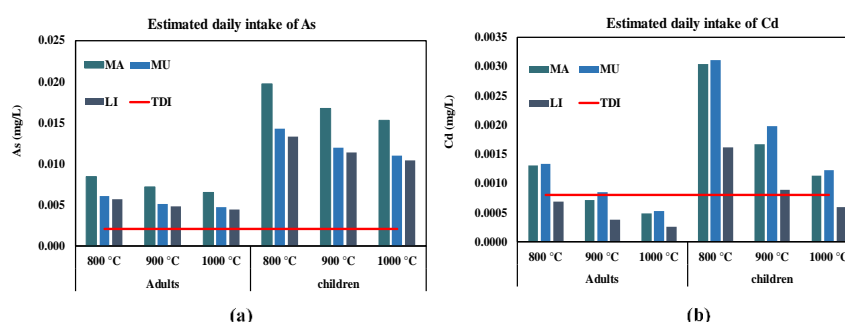 Estimated daily intake of As
0.025
0.020
0.015
0.010
0.005
0.000
As (mg/L)
MA
MU
LI
TDI
800 °C
900 °C
1000 °C
800 °C
900 °C
1000 °C
Adults
children
(a)
Estimated daily intake of Cd
0.0035
0.0030
0.0025
0.0020
0.0015
0.0010
0.0005
0.0000
Cd (mg/L)
MA
MU
LI
TDI
800 °C
900 °C
1000 °C
800 °C
900 °C
1000 °C
Adults
children
(b)